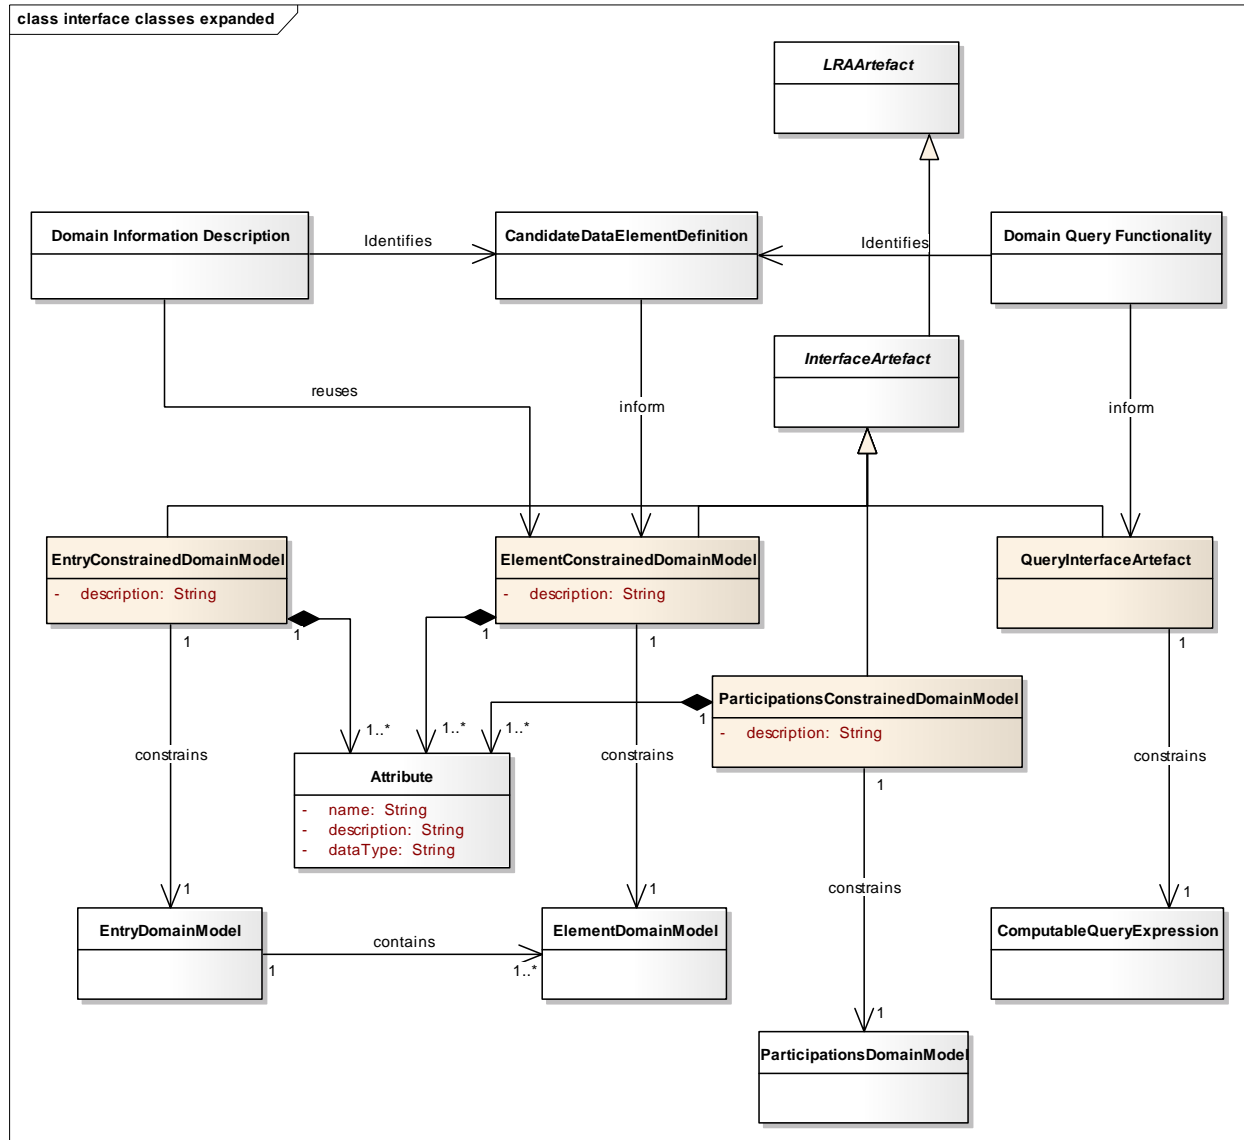 class interface classes expanded
LRAArtefact
Domain Information Description
Identifies
CandidateDataElementDefinition
Identifies
Domain Query Functionality
InterfaceArtefact
reuses
inform
inform
EntryConstrainedDomainModel
- description: String
ElementConstrainedDomainModel
- description: String
QueryInterfaceArtefact
1
1
1
1
1
ParticipationsConstrainedDomainModel
- description: String
1
1
1..*
1..*
1..*
constrains
constrains
constrains
Attribute
- name: String
- description: String
- dataType: String
constrains
1
1
1
EntryDomainModel
contains
1
1..*
ElementDomainModel
ComputableQueryExpression
1
ParticipationsDomainModel